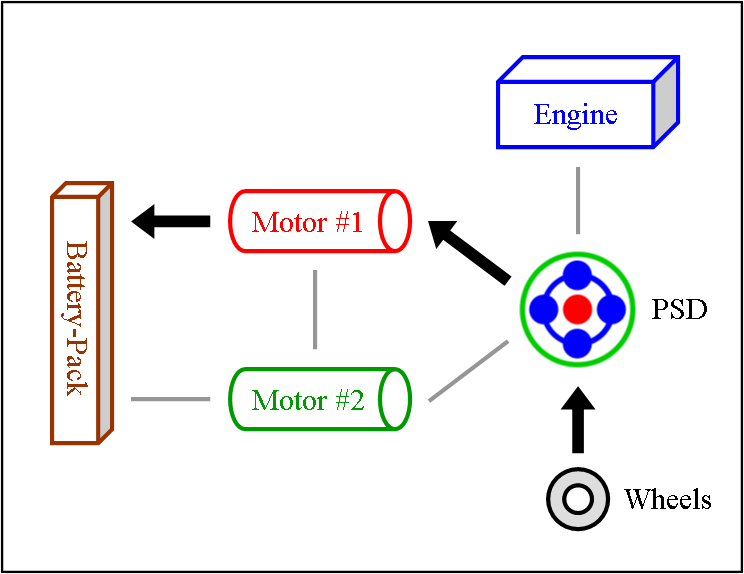 Engine
Motor #1
Battery-Pack
PSD
Motor #2
Wheels